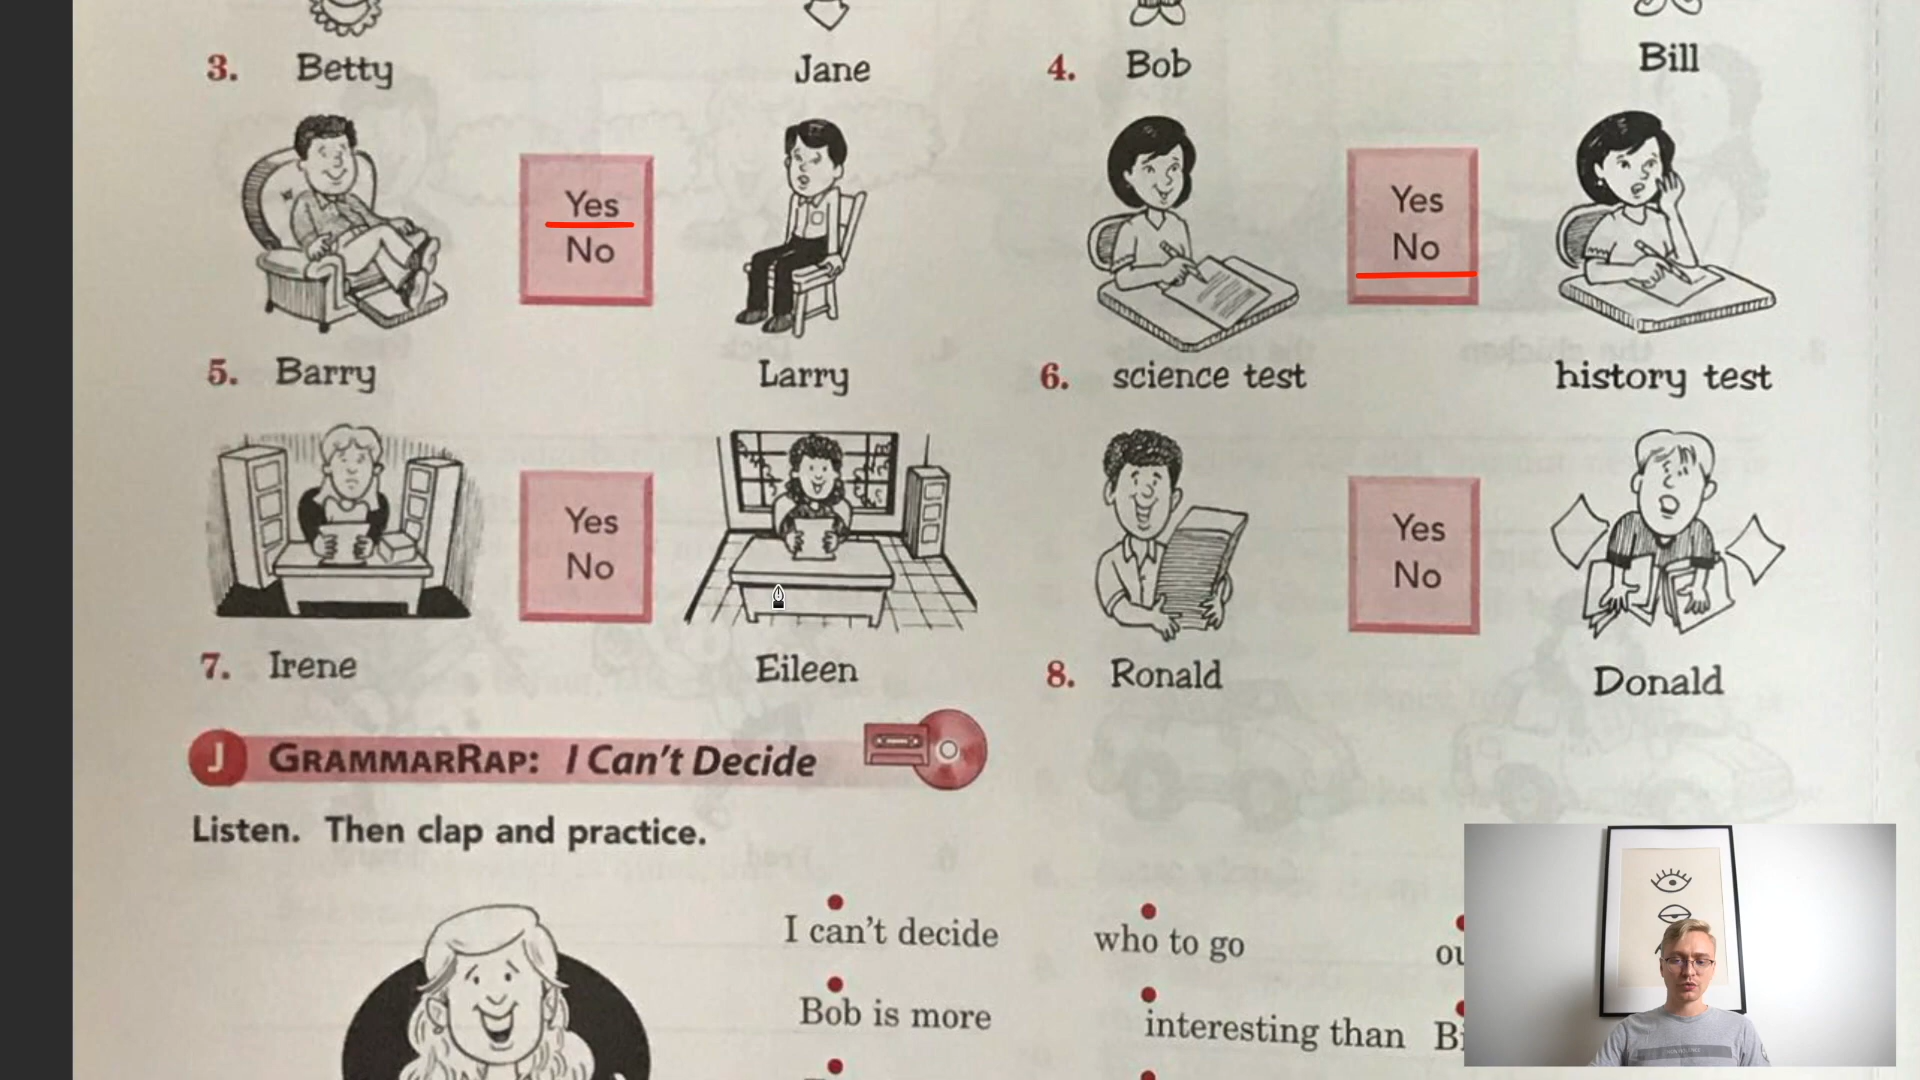 3. Betty Jane 4. Bob Bill
Yes Yes
No No
5. Barry Larry 6. science test history test
Yes Yes
No No
7. Irene Eileen 8. Ronald Donald
J GRAMMARRAP: I Can't Decide
Listen. Then clap and practice.
I can't decide who to go
Bob is more interesting than